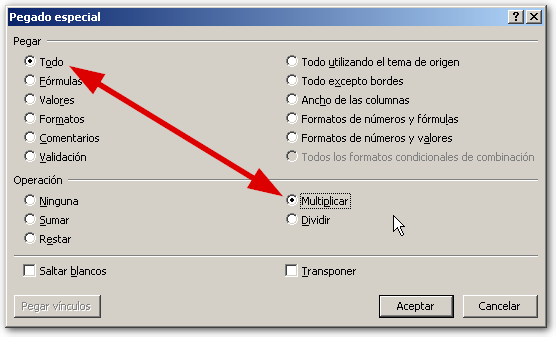 Pegado especial
Pegar
Todo
Fórmulas
Valores
Formatos
Comentarios
Validación
Todo utilizando el tema de origen
Todo excepto bordes
Ancho de las columnas
Formatos de números y fórmulas
Formatos de números y valores
Todos los formatos condicionales de combinación
Operación
Ninguna
Sumar
Restar
Multiplicar
Dividir
Saltar blancos
Transponer
Pegar vínculos
Aceptar
Cancelar